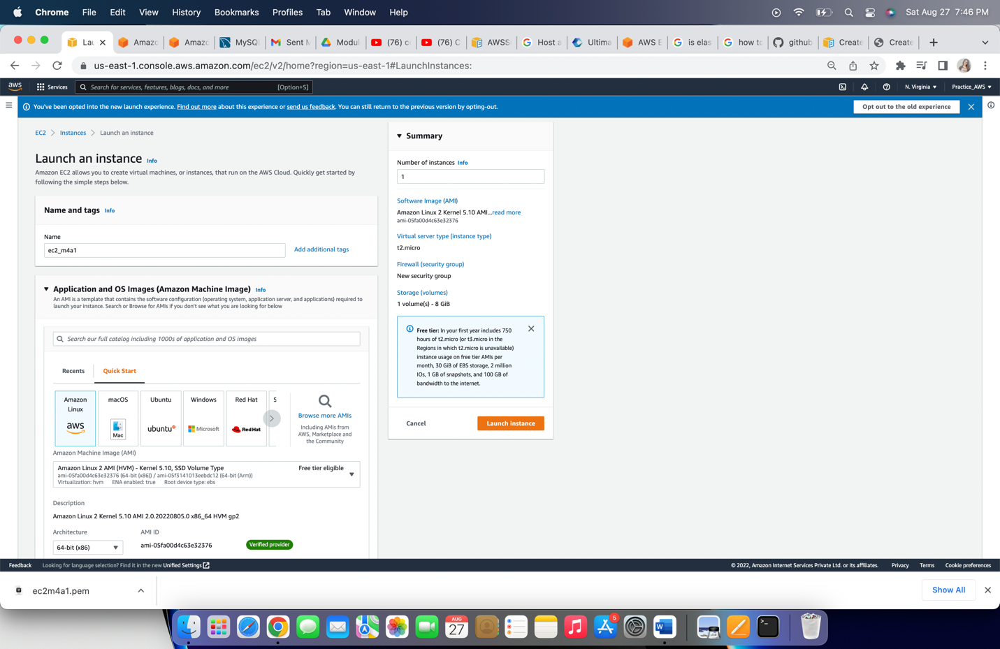 Chrome File Edit View History Bookmarks Profiles Tab Window Help
Sat Aug 27 7:46 PM
Lau
Amazo
Amazo
MySQL
Sent M
Modul
(76) c
(76) C
AWSS
Host a
Ultima
AWS E
is elas
how to
github
Create
Create
us-east-1.console.aws.amazon.com/ec2/v2/home?region=us-east-1#LaunchInstances:
aws Services Search for services, features, blogs, docs, and more [Option+S] N. Virginia Practice_AWS
You've been opted into the new launch experience. Find out more about this experience or send us feedback. You can still return to the previous version by opting-out.
Opt out to the old experience
EC2 > Instances > Launch an instance
Launch an instance Info
Amazon EC2 allows you to create virtual machines, or instances, that run on the AWS Cloud. Quickly get started by
following the simple steps below.
Name and tags Info
Name
ec2_m4a1
Add additional tags
Application and OS Images (Amazon Machine Image) Info
An AMI is a template that contains the software configuration (operating system, application server, and applications) required to
launch your instance. Search or Browse for AMIs if you don't see what you are looking for below
Search our full catalog including 1000s of application and OS images
Recents
Quick Start
Amazon
Linux
aws
macOS
Mac
Ubuntu
ubuntu
Windows
Microsoft
Red Hat
Red Hat
S
Browse more AMIs
Including AMIs from
AWS, Marketplace and
the Community
Amazon Machine Image (AMI)
Amazon Linux 2 AMI (HVM) - Kernel 5.10, SSD Volume Type
Free tier eligible
ami-05fa00d4c63e32376 (64-bit (x86)) / ami-05f3141013eebdc12 (64-bit (Arm))
Virtualization: hvm ENA enabled: true Root device type: ebs
Description
Amazon Linux 2 Kernel 5.10 AMI 2.0.20220805.0 x86_64 HVM gp2
Architecture
64-bit (x86)
AMI ID
ami-05fa00d4c63e32376
Verified provider
Summary
Number of instances Info
1
Software Image (AMI)
Amazon Linux 2 Kernel 5.10 AMI...read more
ami-05fa00d4c63e32376
Virtual server type (instance type)
t2.micro
Firewall (security group)
New security group
Storage (volumes)
1 volume(s) - 8 GiB
Free tier: In your first year includes 750
hours of t2.micro (or t3.micro in the
Regions in which t2.micro is unavailable)
instance usage on free tier AMIs per
month, 30 GiB of EBS storage, 2 million
IOs, 1 GB of snapshots, and 100 GB of
bandwidth to the internet.
Cancel
Launch instance
Feedback Looking for language selection? Find it in the new Unified Settings
© 2022, Amazon Internet Services Private Ltd. or its affiliates. Privacy Terms Cookie preferences
ec2m4a1.pem
Show All
AUG
27
5
W